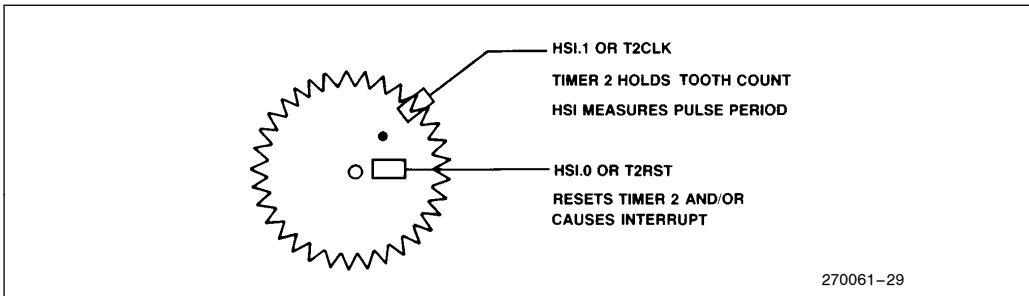 HSI.1 OR T2CLK
TIMER 2 HOLDS TOOTH COUNT
HSI MEASURES PULSE PERIOD
HSI.0 OR T2RST
RESETS TIMER 2 AND/OR
CAUSES INTERRUPT
270061–29